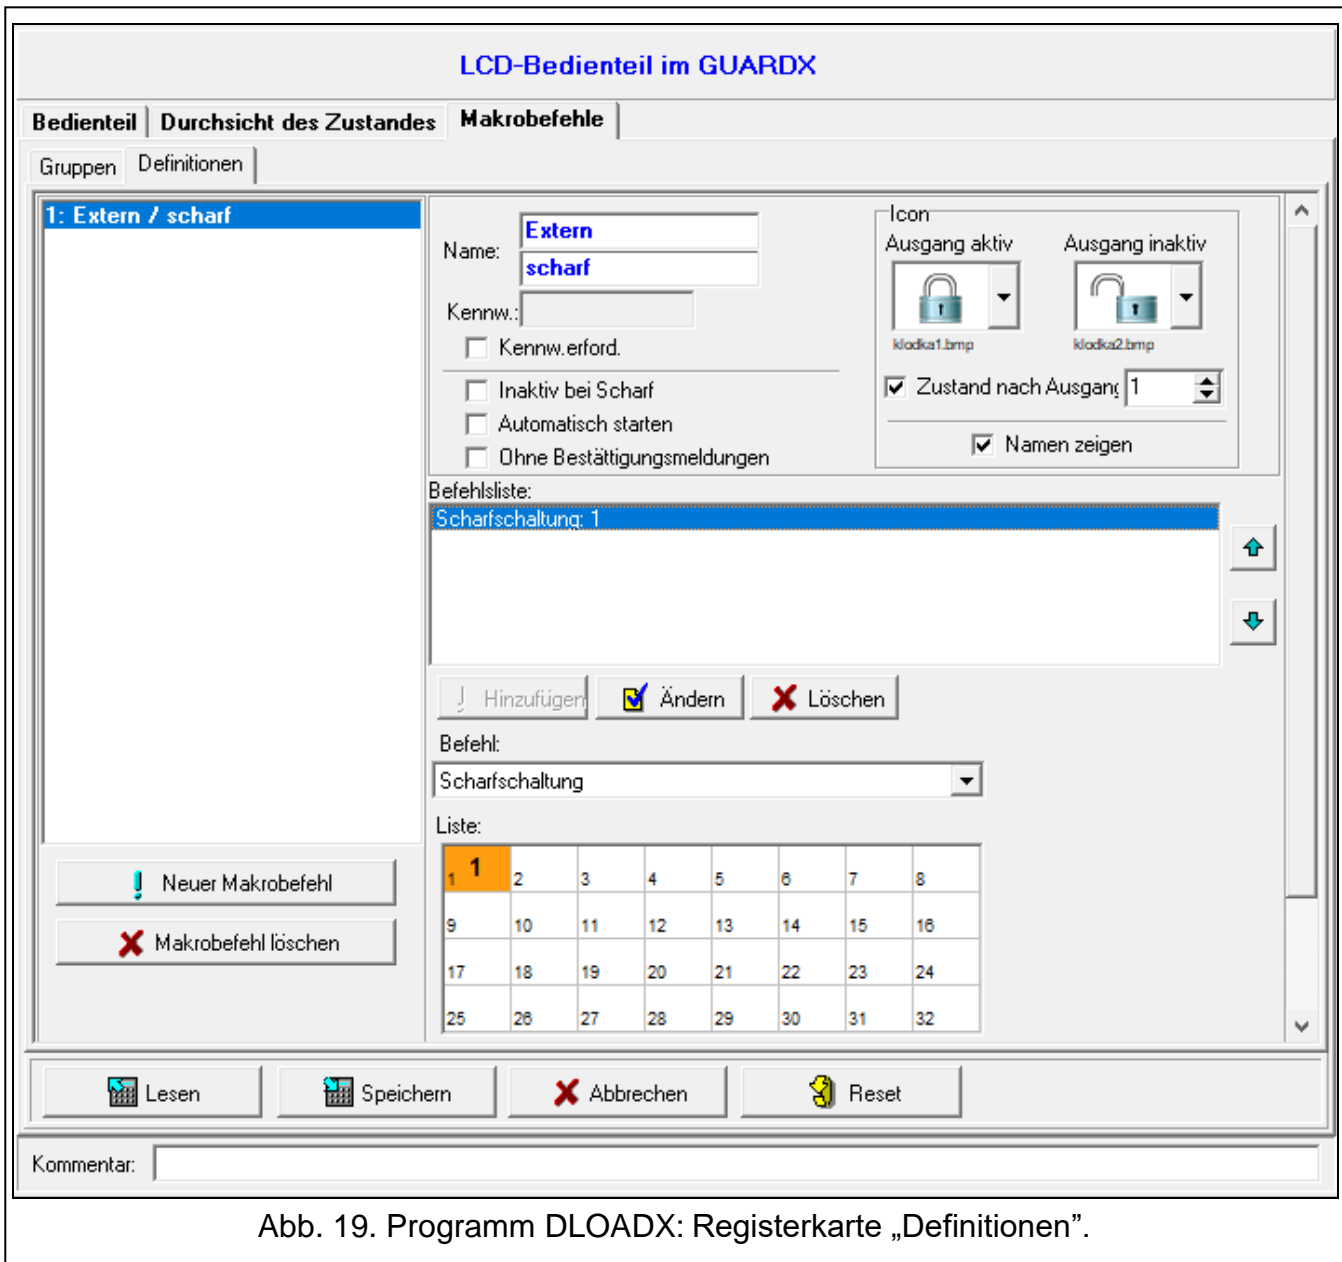 LCD-Bedienteil im GUARDX
Bedienteil Durchsicht des Zustandes Makrobefehle
Gruppen Definitionen
1: Extern / scharf
Name: Extern
scharf
Kennw.:
Kennw.erford.
Inaktiv bei Scharf
Automatisch starten
Ohne Bestättigungsmeldungen
Icon
Ausgang aktiv Ausgang inaktiv
klodka1.bmp klodka2.bmp
Zustand nach Ausgang 1
Namen zeigen
Befehlsliste:
Scharfschaltung: 1
Hinzufügen Ändern Löschen
Befehl:
Scharfschaltung
Liste:
1 1 2 3 4 5 6 7 8
9 10 11 12 13 14 15 16
17 18 19 20 21 22 23 24
25 26 27 28 29 30 31 32
Neuer Makrobefehl
Makrobefehl löschen
Lesen Speichern Abbrechen Reset
Kommentar:
Abb. 19. Programm DLOADX: Registerkarte „Definitionen”.